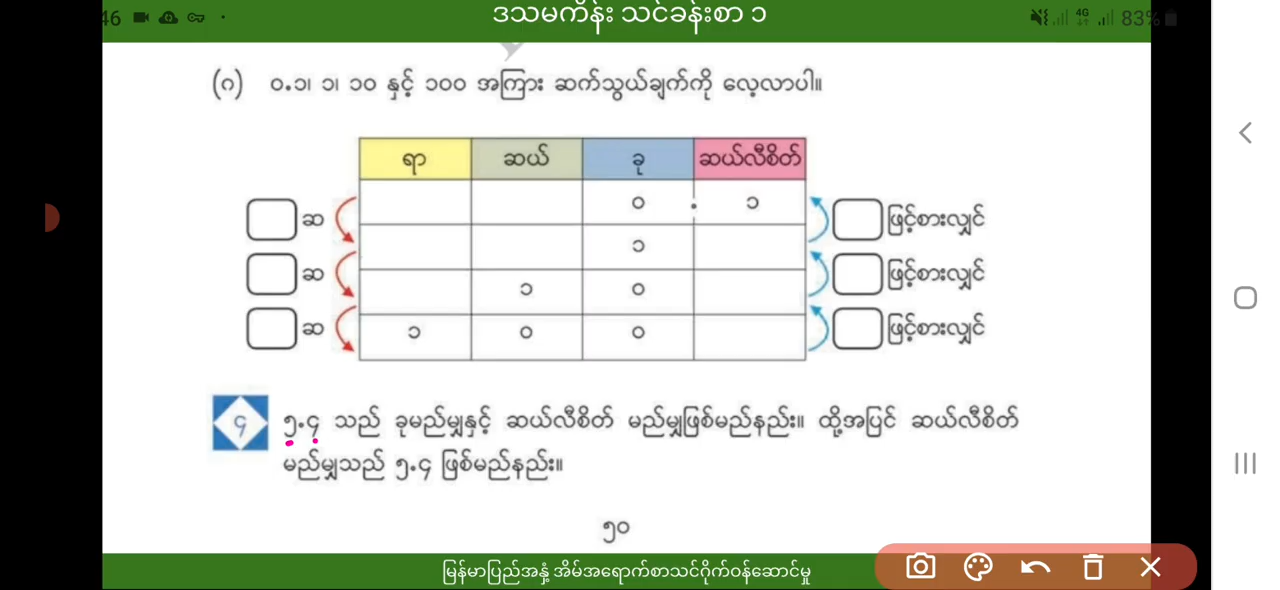 46
ဒသမကိန်း သင်ခန်းစာ ၁
4G 83%
(ဂ) ၀.၁၊ ၁၊ ၁၀ နှင့် ၁၀၀ အကြား ဆက်သွယ်ချက်ကို လေ့လာပါ။
ရာ ဆယ် ခု ဆယ်လီစိတ်
၀ . ၁
ဆ ဖြင့်စားလျှင်
၁
ဆ ဖြင့်စားလျှင်
၁ ၀
ဆ ဖြင့်စားလျှင်
၁ ၀ ၀
၄ ၅.၄ သည် ခုမည်မျှနှင့် ဆယ်လီစိတ် မည်မျှဖြစ်မည်နည်း။ ထို့အပြင် ဆယ်လီစိတ်
မည်မျှသည် ၅.၄ ဖြစ်မည်နည်း။
၅၀
မြန်မာပြည်အနှံ့ အိမ်အရောက်စာသင်ဂိုက်ဝန်ဆောင်မှု